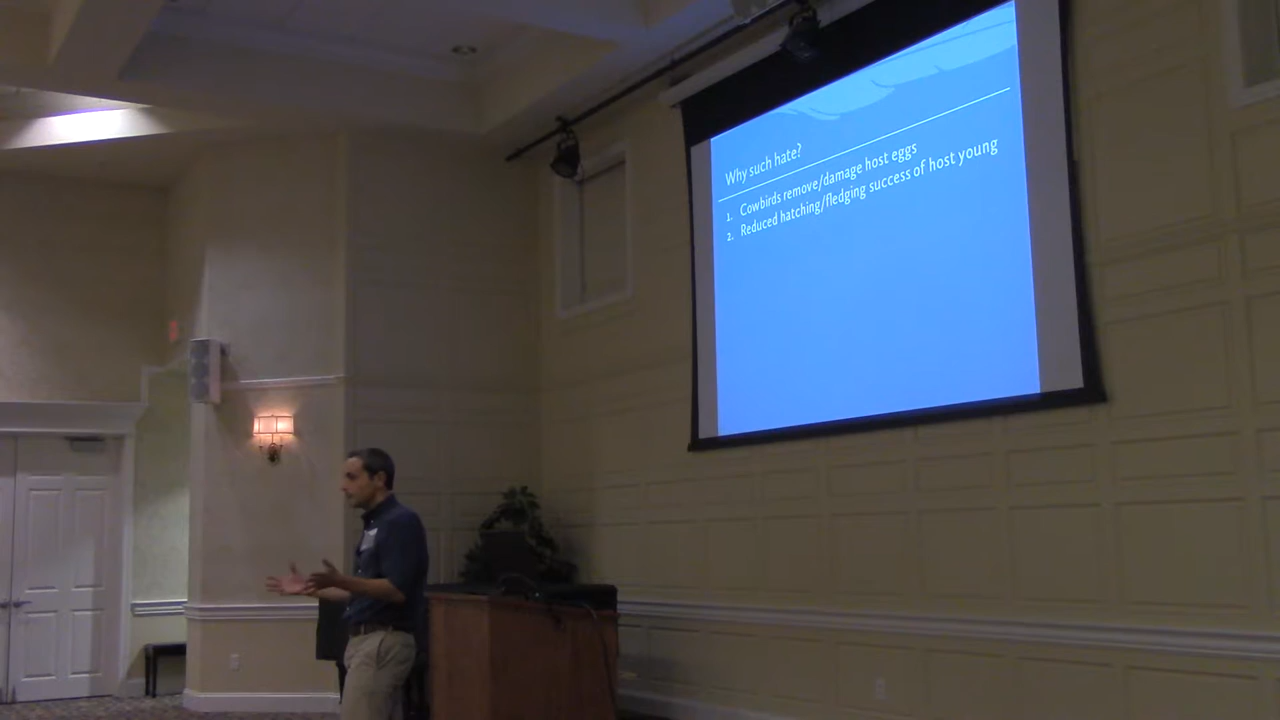 Why such hate?
1. Cowbirds remove/damage host eggs
2. Reduced hatching/fledging success of host young